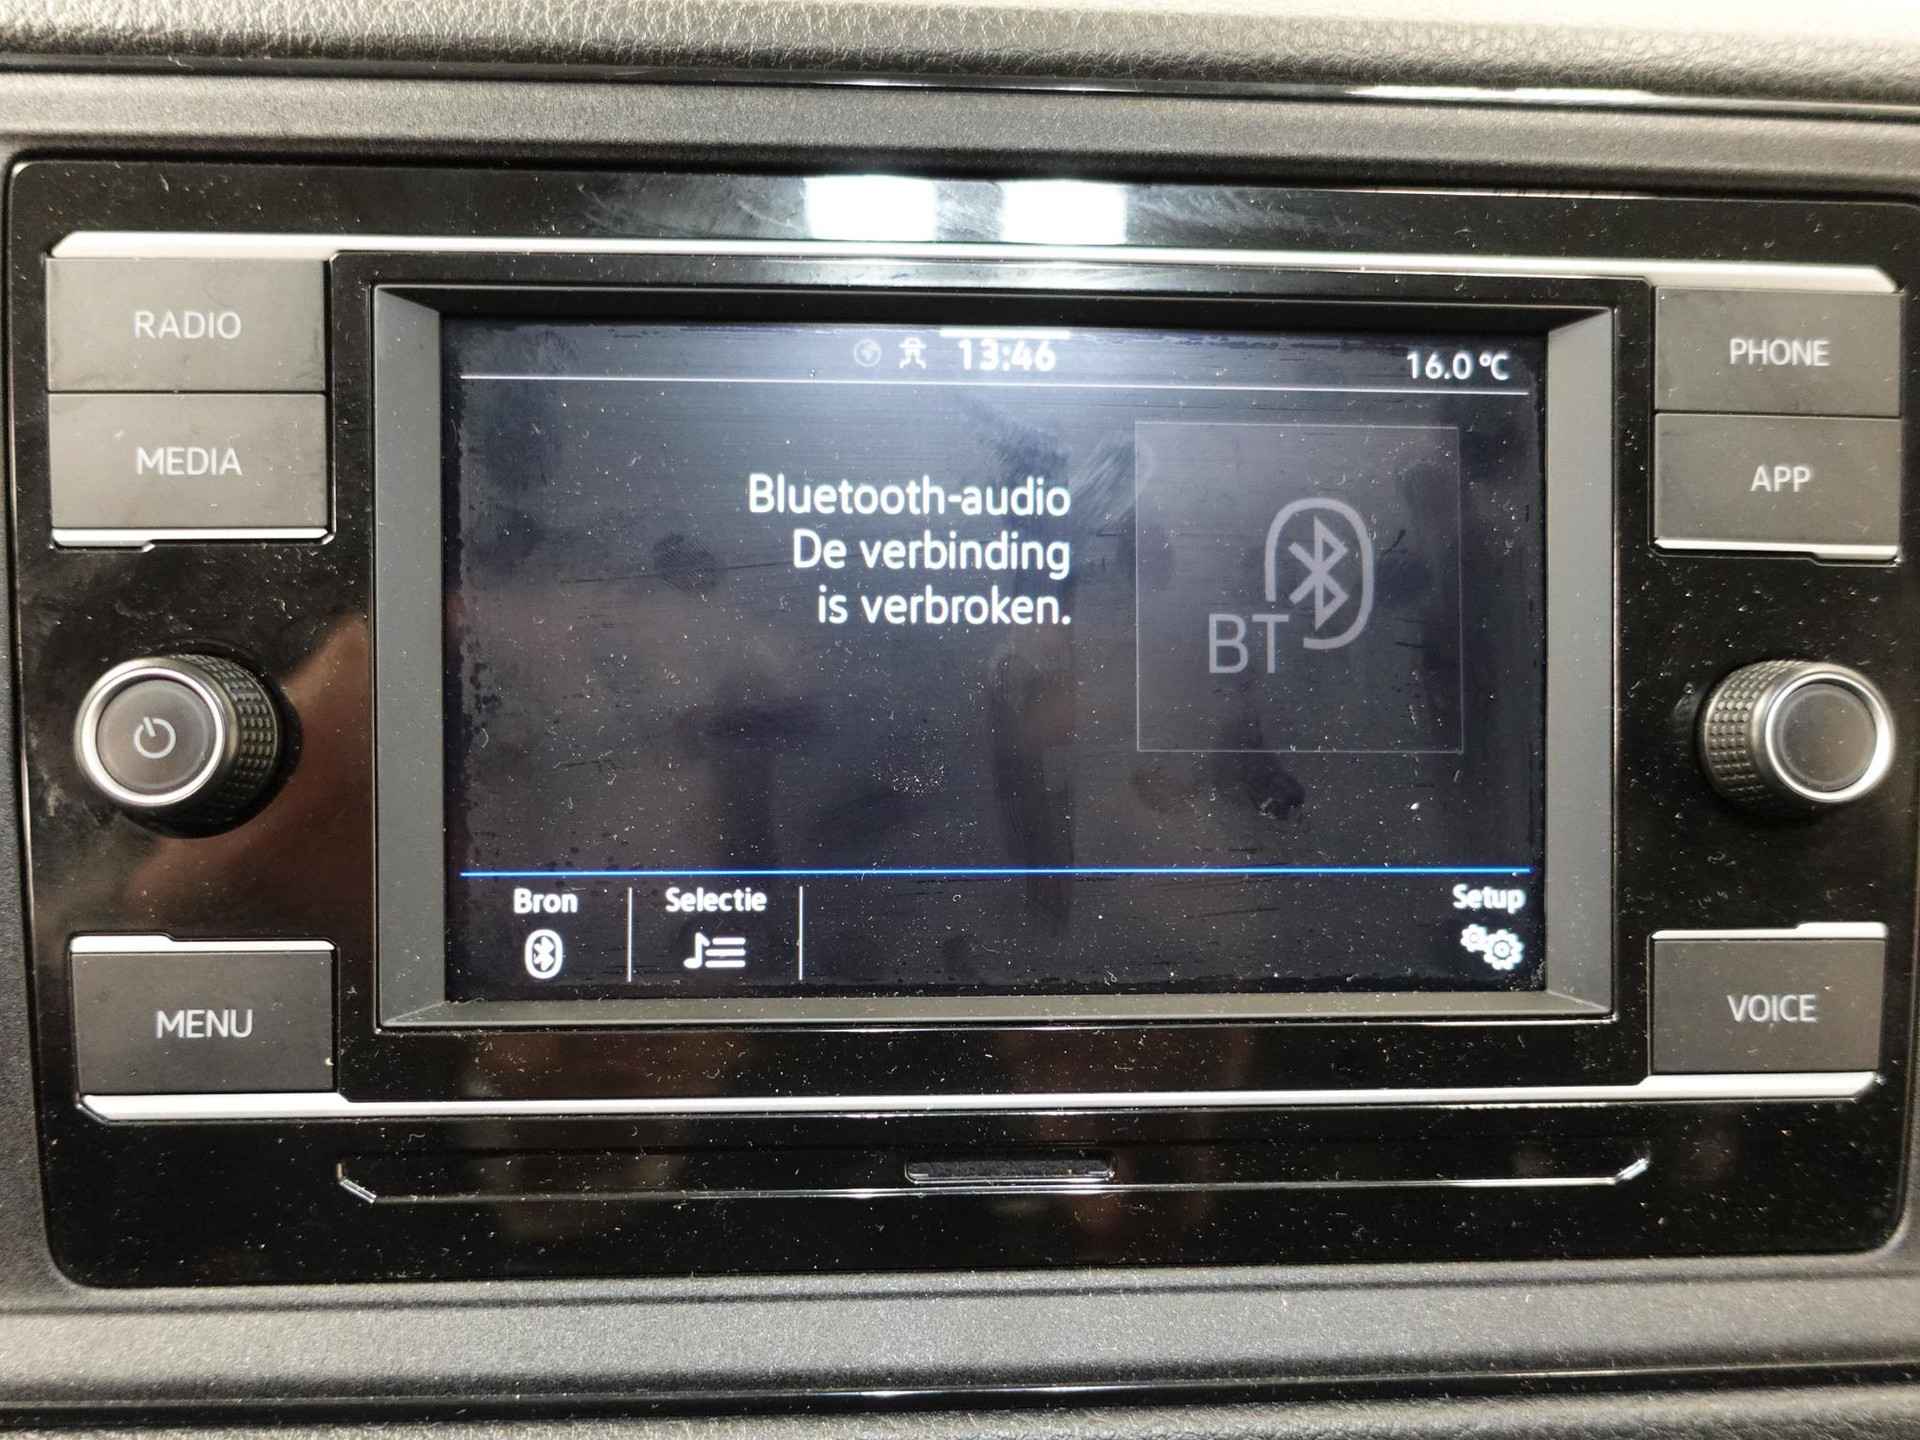 RADIO
MEDIA
MENU
13:46
16.0 °C
Bluetooth-audio
De verbinding
is verbroken.
BT
Bron
Selectie
Setup
PHONE
APP
VOICE